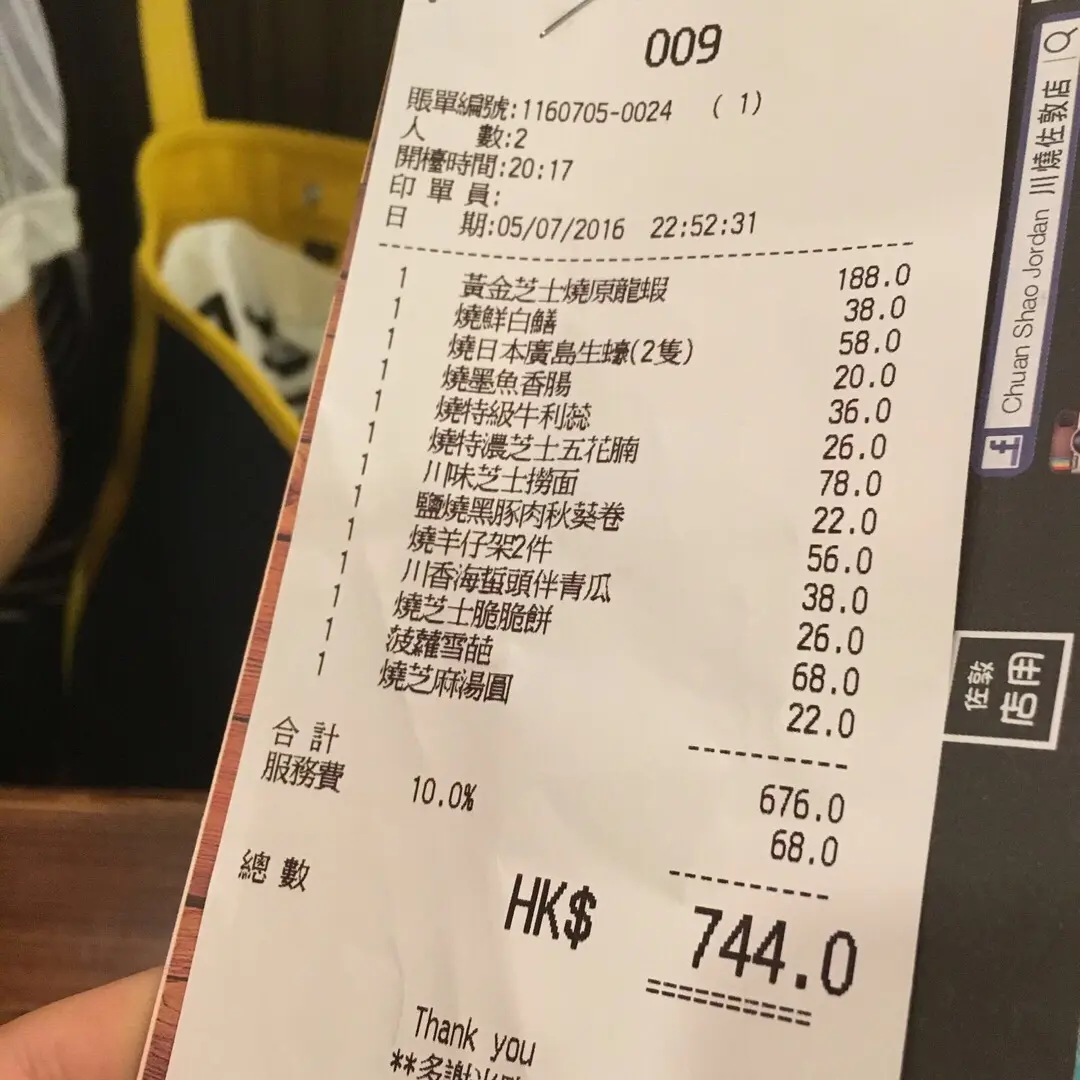 009
賬單編號:1160705-0024 ( 1)
人 數:2
開檯時間:20:17
印 單 員:
日 期:05/07/2016 22:52:31
1 黃金芝士燒原龍蝦 188.0
1 燒鮮白鱔 38.0
1 燒日本廣島生蠔(2隻) 58.0
1 燒墨魚香腸 20.0
1 燒特級牛利蕊 36.0
1 燒特濃芝士五花腩 26.0
1 川味芝士撈面 78.0
1 鹽燒黑豚肉秋葵卷 22.0
1 燒羊仔架2件 56.0
1 川香海蜇頭伴青瓜 38.0
1 燒芝士脆脆餅 26.0
1 菠蘿雪葩 68.0
1 燒芝麻湯圓 22.0
合 計 676.0
服務費 10.0% 68.0
總 數 HK$ 744.0
Thank you
**多謝
Chuan Shao Jordan 川燒佐敦店
佐敦
店